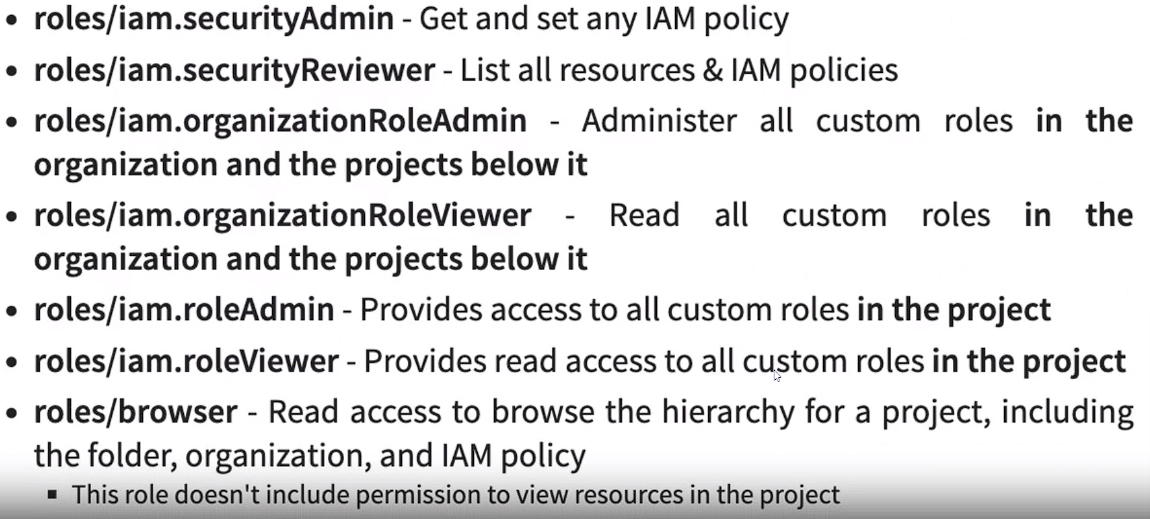 • roles/iam.securityAdmin - Get and set any IAM policy
• roles/iam.securityReviewer - List all resources & IAM policies
• roles/iam.organizationRoleAdmin - Administer all custom roles in the
organization and the projects below it
• roles/iam.organizationRoleViewer - Read all custom roles in the
organization and the projects below it
• roles/iam.roleAdmin - Provides access to all custom roles in the project
• roles/iam.roleViewer - Provides read access to all custom roles in the project
• roles/browser - Read access to browse the hierarchy for a project, including
the folder, organization, and IAM policy
▪ This role doesn't include permission to view resources in the project